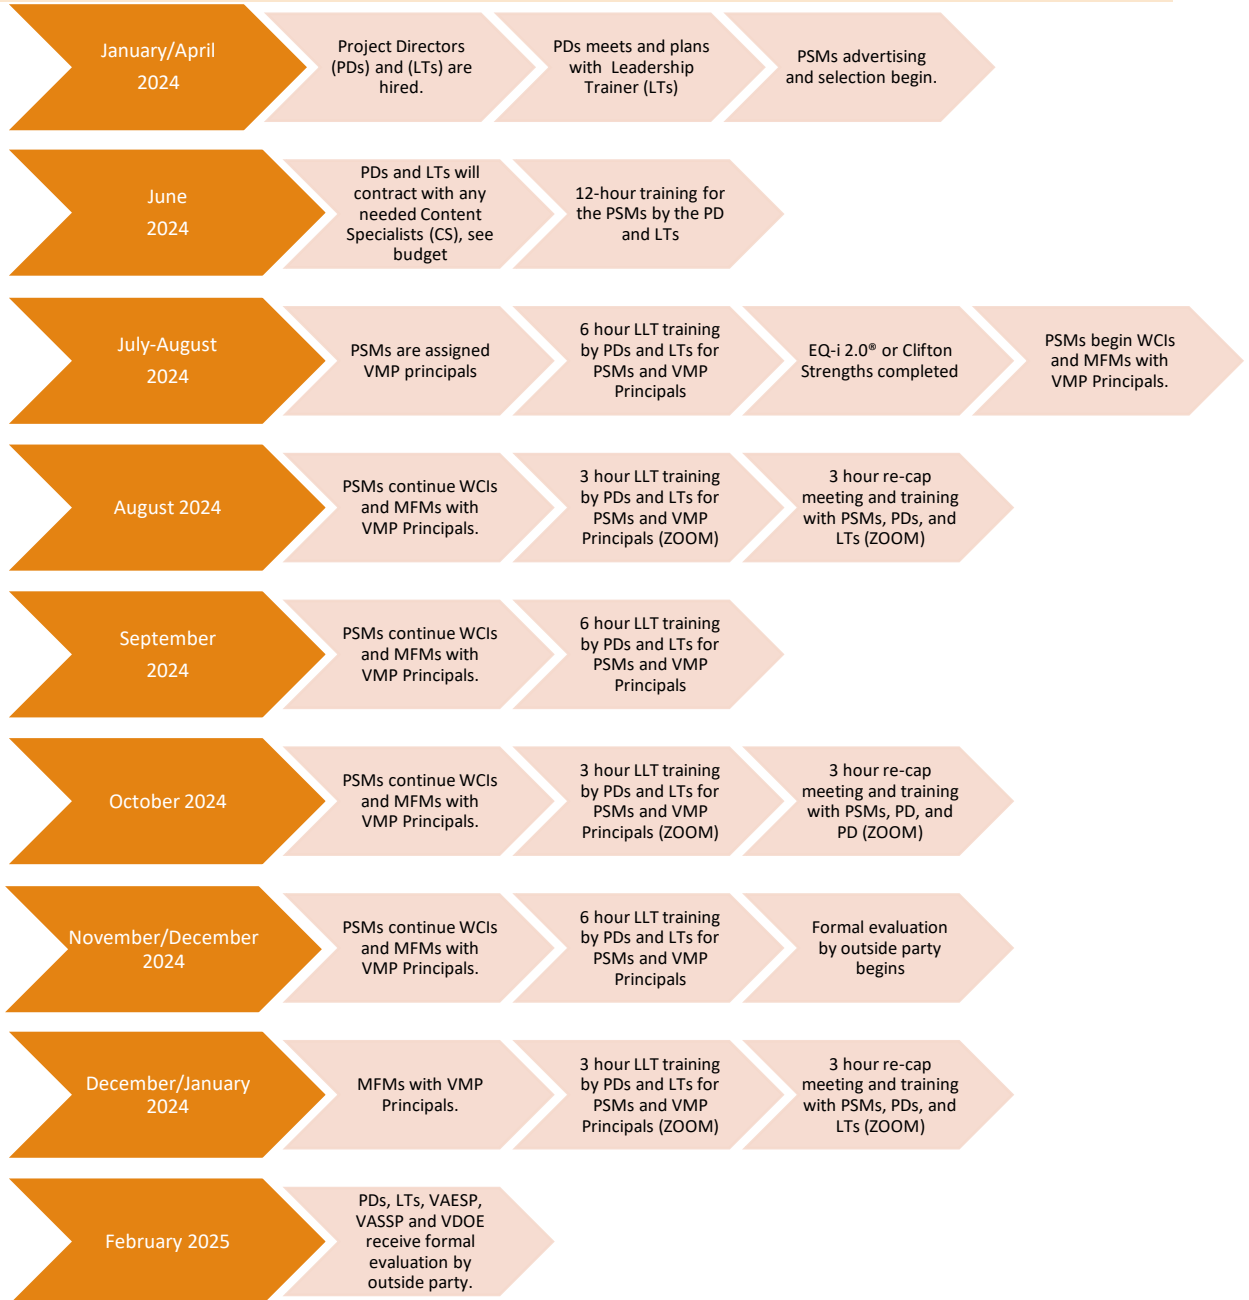 January/April
2024
Project Directors
(PDs) and (LTs) are
hired.
PDs meets and plans
with Leadership
Trainer (LTs)
PSMs advertising
and selection begin.
June
2024
PDs and LTs will
contract with any
needed Content
Specialists (CS), see
budget
12-hour training for
the PSMs by the PD
and LTs
July-August
2024
PSMs are assigned
VMP principals
6 hour LLT training
by PDs and LTs for
PSMs and VMP
Principals
EQ-i 2.0® or Clifton
Strengths completed
PSMs begin WCIs
and MFMs with
VMP Principals.
August 2024
PSMs continue WCIs
and MFMs with
VMP Principals.
3 hour LLT training
by PDs and LTs for
PSMs and VMP
Principals (ZOOM)
3 hour re-cap
meeting and training
with PSMs, PDs, and
LTs (ZOOM)
September
2024
PSMs continue WCIs
and MFMs with
VMP Principals.
6 hour LLT training
by PDs and LTs for
PSMs and VMP
Principals
October 2024
PSMs continue WCIs
and MFMs with
VMP Principals.
3 hour LLT training
by PDs and LTs for
PSMs and VMP
Principals (ZOOM)
3 hour re-cap
meeting and training
with PSMs, PD, and
PD (ZOOM)
November/December
2024
PSMs continue WCIs
and MFMs with
VMP Principals.
6 hour LLT training
by PDs and LTs for
PSMs and VMP
Principals
Formal evaluation
by outside party
begins
December/January
2024
MFMs with VMP
Principals.
3 hour LLT training
by PDs and LTs for
PSMs and VMP
Principals (ZOOM)
3 hour re-cap
meeting and training
with PSMs, PDs, and
LTs (ZOOM)
February 2025
PDs, LTs, VAESP,
VASSP and VDOE
receive formal
evaluation by
outside party.